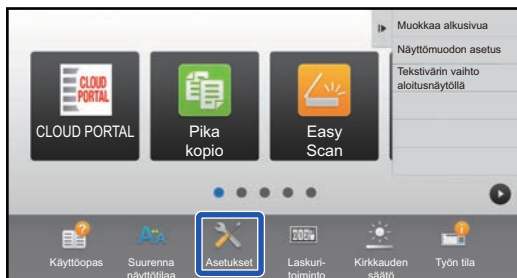 Muokkaa alkusivua
Näyttömuodon asetus
Tekstivärin vaihto
aloitusnäytöllä
CLOUD
PORTAL
CLOUD PORTAL
Pika
kopio
Easy
Scan
Käyttöopas
Suurenna
näyttötilaa
Asetukset
Laskuri-
toiminto
Kirkkauden
säätö
Työn tila